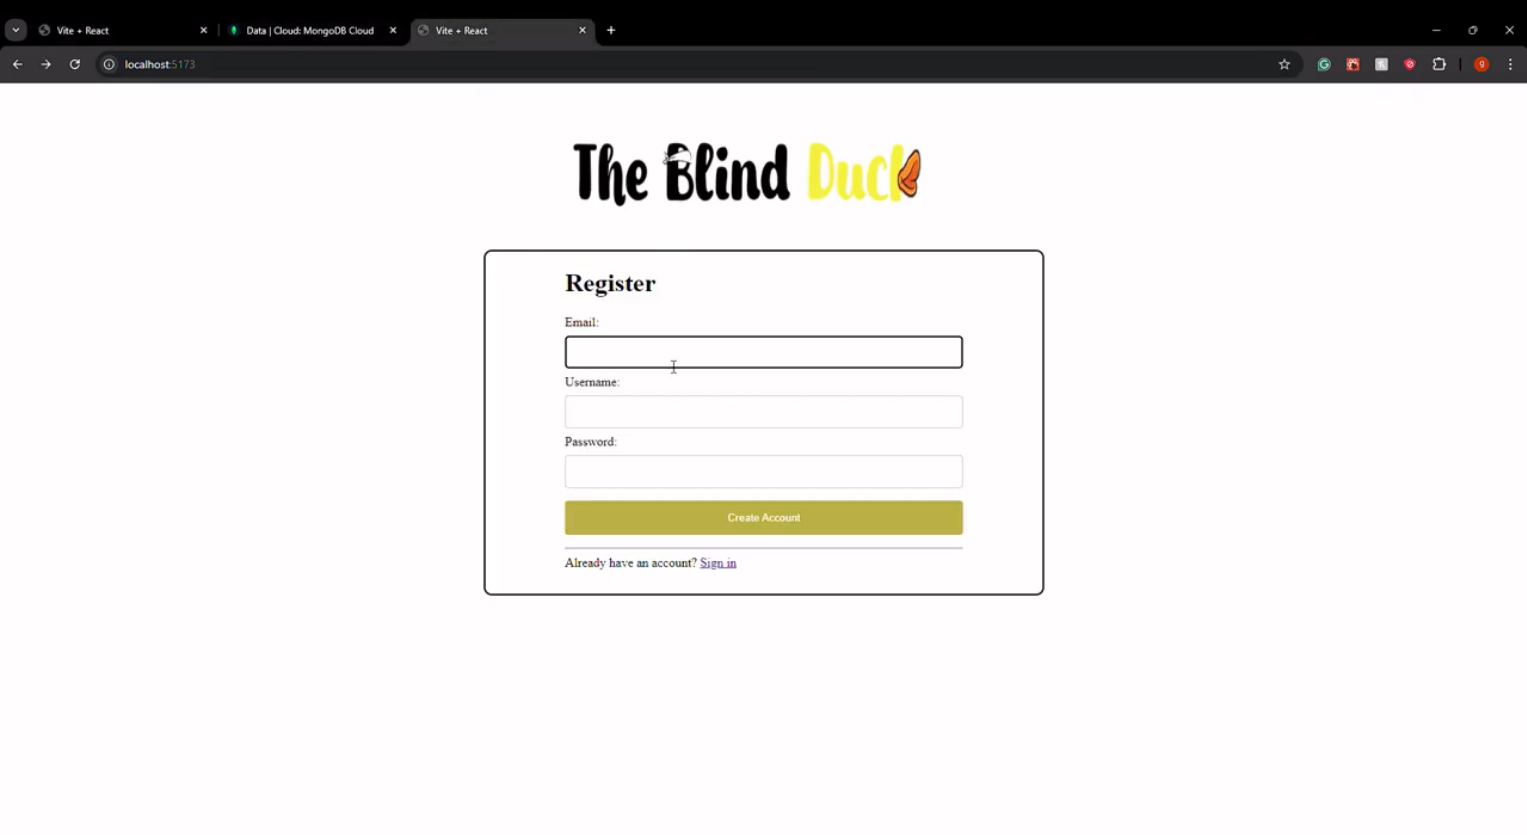 Vite + React
Data | Cloud: MongoDB Cloud
Vite + React
localhost:5173
g
The Blind Duck
Register
Email:
Username:
Password:
Create Account
Already have an account? Sign in